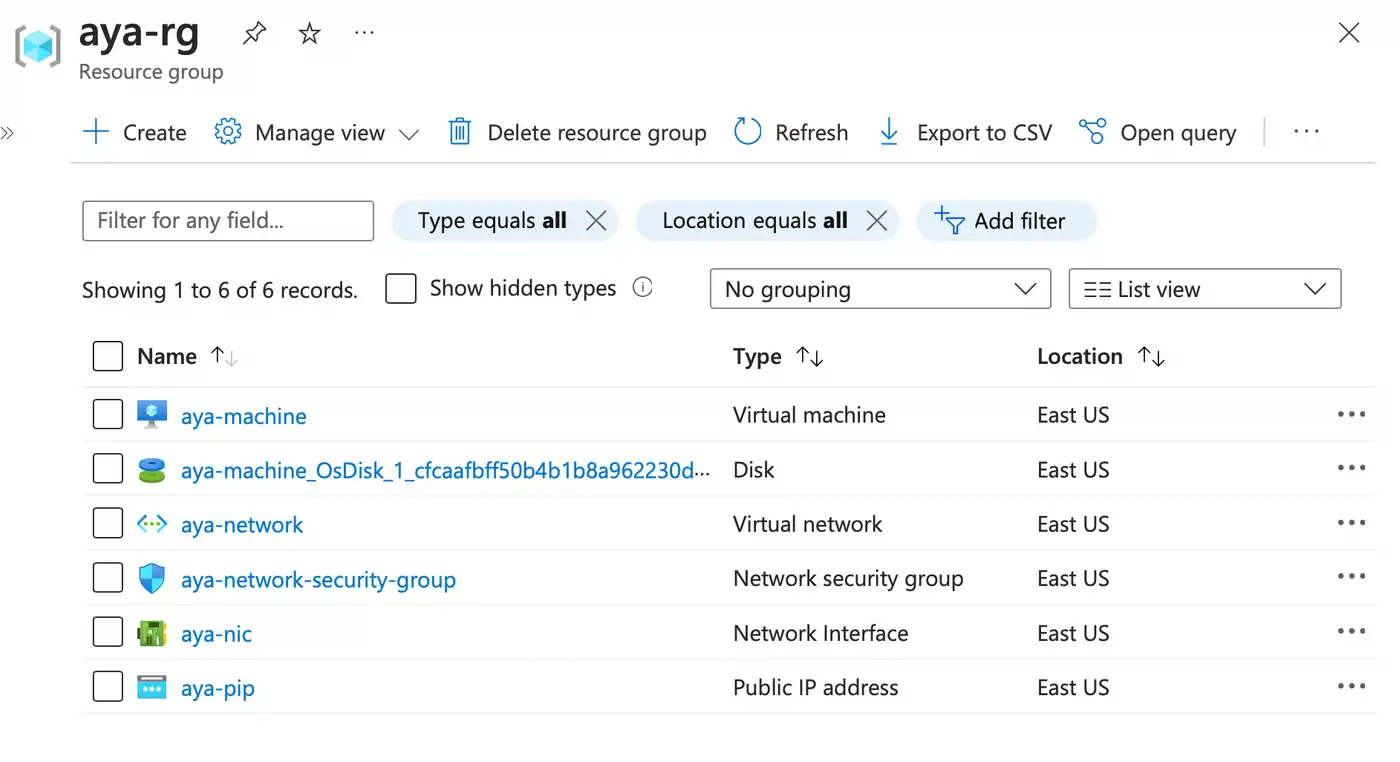 aya-rg
Resource group
Create Manage view Delete resource group Refresh Export to CSV Open query
Filter for any field... Type equals all Location equals all Add filter
Showing 1 to 6 of 6 records. Show hidden types No grouping List view
Name Type Location
aya-machine Virtual machine East US
aya-machine_OsDisk_1_cfcaafbff50b4b1b8a962230d... Disk East US
aya-network Virtual network East US
aya-network-security-group Network security group East US
aya-nic Network Interface East US
aya-pip Public IP address East US